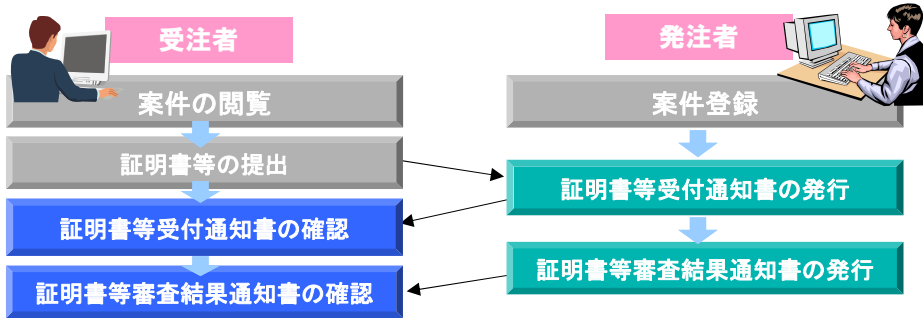 受注者
案件の閲覧
証明書等の提出
証明書等受付通知書の確認
証明書等審査結果通知書の確認
発注者
案件登録
証明書等受付通知書の発行
証明書等審査結果通知書の発行